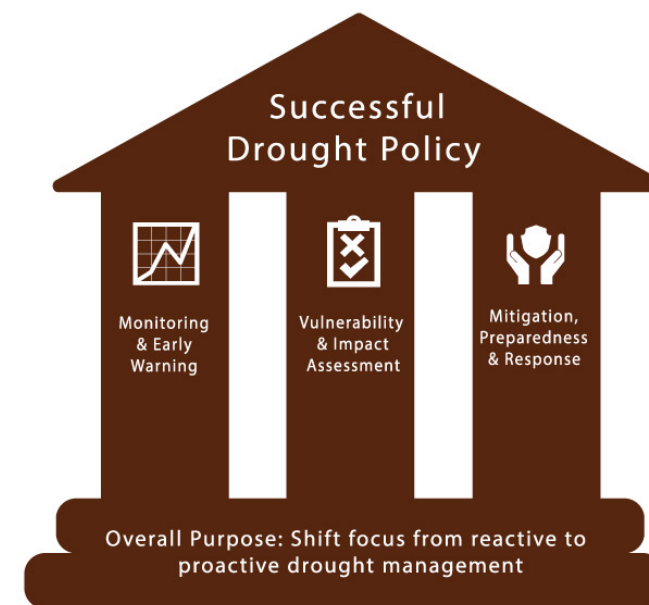 Successful
Drought Policy
Monitoring
& Early
Warning
Vulnerability
& Impact
Assessment
Mitigation,
Preparedness
& Response
Overall Purpose: Shift focus from reactive to
proactive drought management